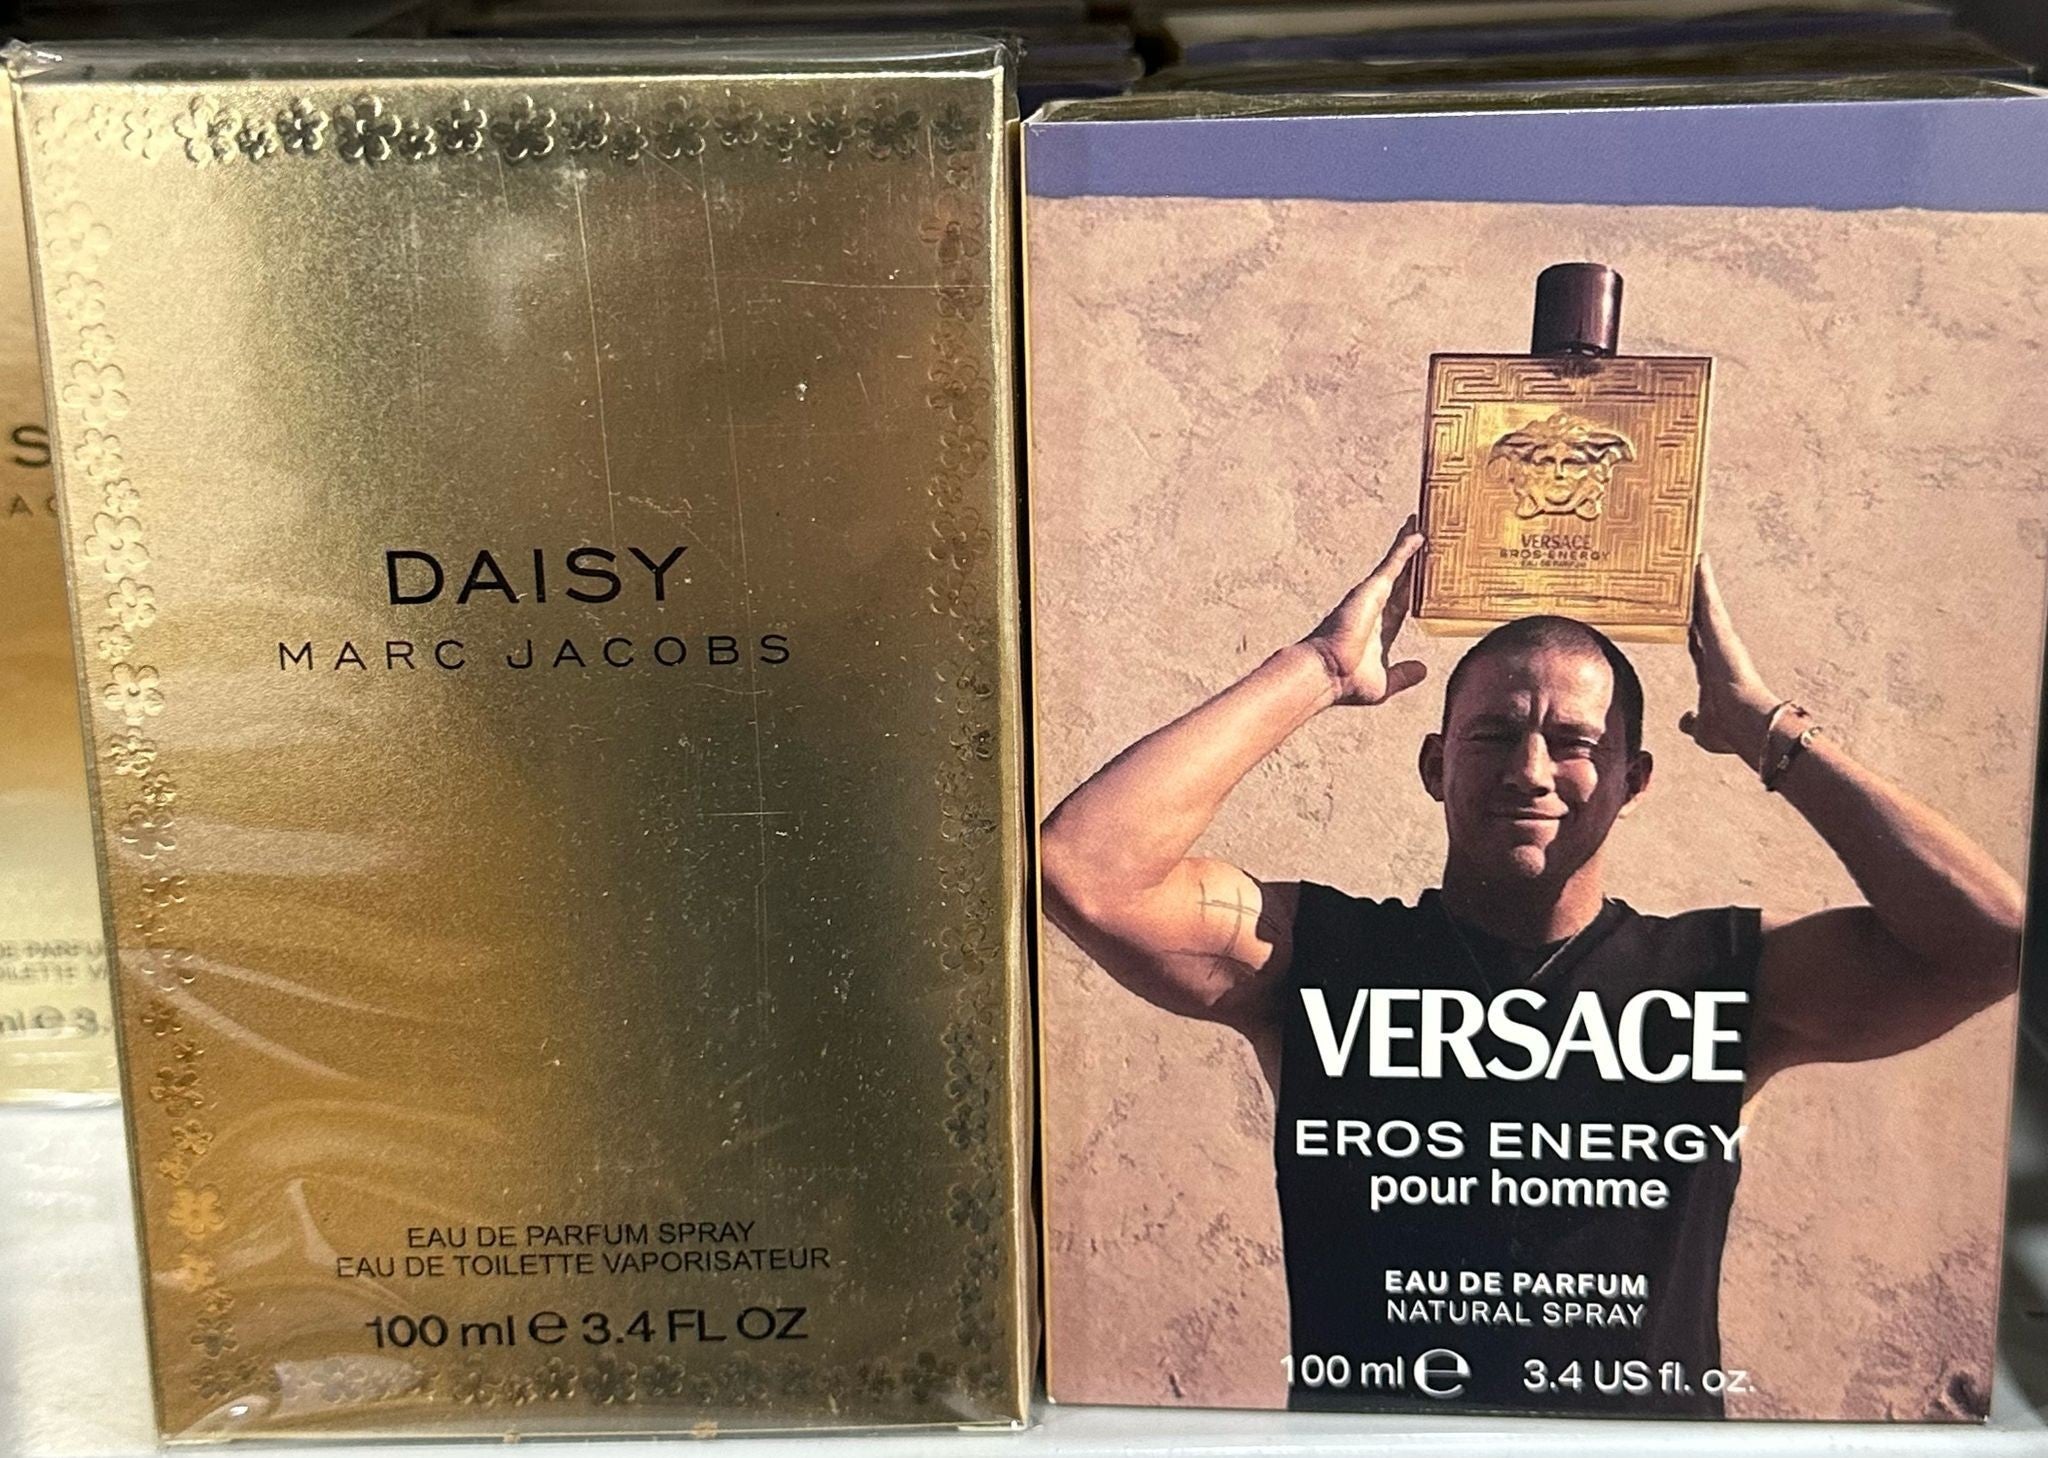 DAISY
MARC JACOBS
EAU DE PARFUM SPRAY
EAU DE TOILETTE VAPORISATEUR
100 ml e 3.4 FL OZ
VERSACE
EROS ENERGY
EAU DE PARFUM
VERSACE
EROS ENERGY
pour homme
EAU DE PARFUM
NATURAL SPRAY
100 ml e 3.4 US fl. oz.